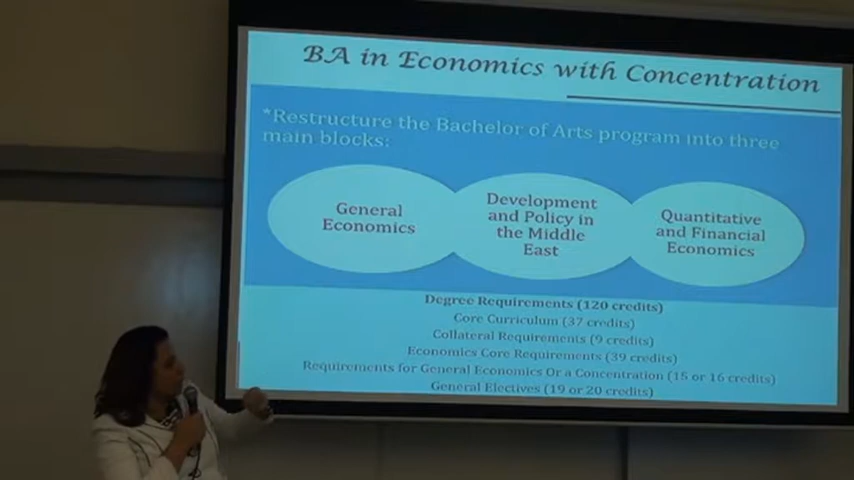 BA in Economics with Concentration
*Restructure the Bachelor of Arts program into three
main blocks:
General
Economics
Development
and Policy in
the Middle
East
Quantitative
and Financial
Economics
Degree Requirements (120 credits)
Core Curriculum (37 credits)
Collateral Requirements (9 credits)
Economics Core Requirements (39 credits)
Requirements for General Economics Or a Concentration (15 or 16 credits)
General Electives (19 or 20 credits)